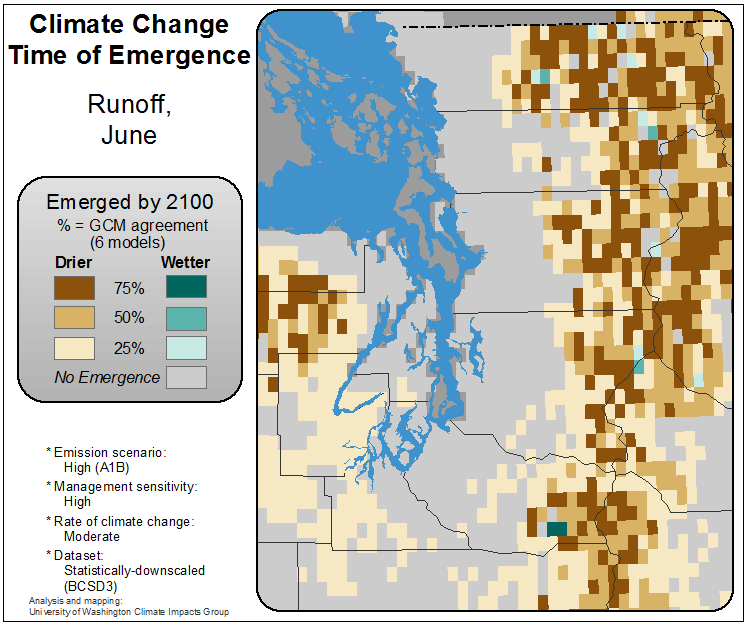 Climate Change
Time of Emergence
Runoff,
June
Emerged by 2100
% = GCM agreement
(6 models)
Drier Wetter
75%
50%
25%
No Emergence
* Emission scenario:
High (A1B)
* Management sensitivity:
High
* Rate of climate change:
Moderate
* Dataset:
Statistically-downscaled
(BCSD3)
Analysis and mapping:
University of Washington Climate Impacts Group